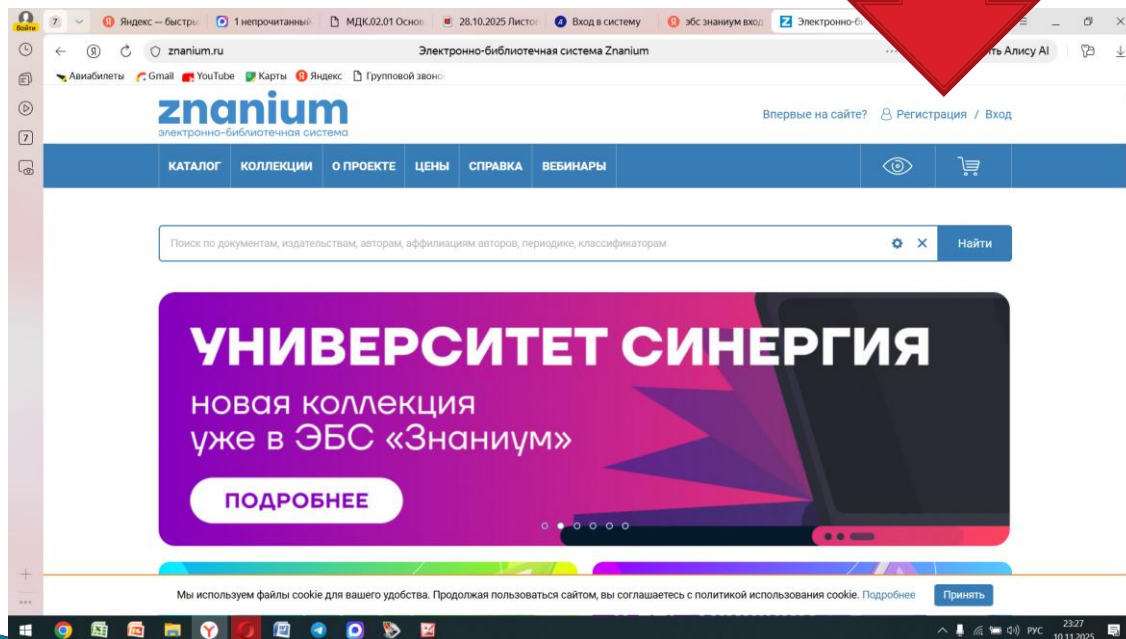 Войти
7
Яндекс — быстры
1 непрочитанный
МДК.02.01 Основ
28.10.2025 Листо
Вход в систему
эбс знаниум вход
Электронно-б
znanium.ru
Электронно-библиотечная система Znanium
ть Алису AI
Авиабилеты
Gmail
YouTube
Карты
Яндекс
Групповой звоно
7
znanium
электронно-библиотечная система
Впервые на сайте?
Регистрация / Вход
КАТАЛОГ
КОЛЛЕКЦИИ
О ПРОЕКТЕ
ЦЕНЫ
СПРАВКА
ВЕБИНАРЫ
Поиск по документам, издательствам, авторам, аффилиациям авторов, периодике, классификаторам
Найти
УНИВЕРСИТЕТ СИНЕРГИЯ
новая коллекция
уже в ЭБС «Знаниум»
ПОДРОБНЕЕ
Мы используем файлы cookie для вашего удобства. Продолжая пользоваться сайтом, вы соглашаетесь с политикой использования cookie. Подробнее
Принять
РУС
23:27
10.11.2025